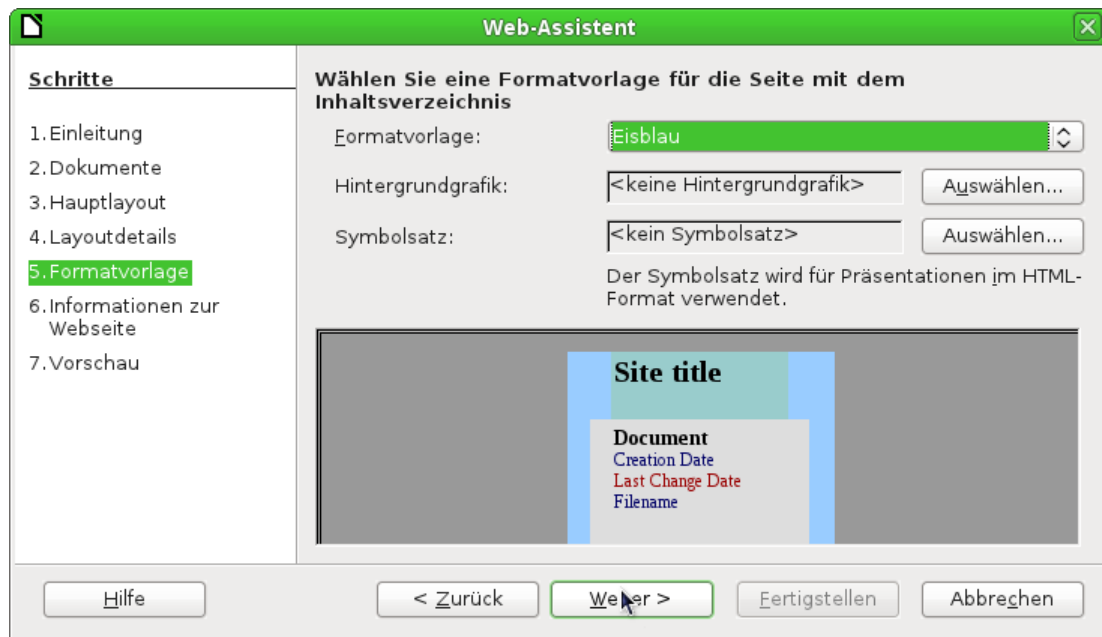 Web-Assistent
Schritte
1. Einleitung
2. Dokumente
3. Hauptlayout
4. Layoutdetails
5. Formatvorlage
6. Informationen zur
Webseite
7. Vorschau
Wählen Sie eine Formatvorlage für die Seite mit dem
Inhaltsverzeichnis
Formatvorlage: Eisblau
Hintergrundgrafik: <keine Hintergrundgrafik> Auswählen...
Symbolsatz: <kein Symbolsatz> Auswählen...
Der Symbolsatz wird für Präsentationen im HTML-
Format verwendet.
Site title
Document
Creation Date
Last Change Date
Filename
Hilfe < Zurück Weiter > Fertigstellen Abbrechen